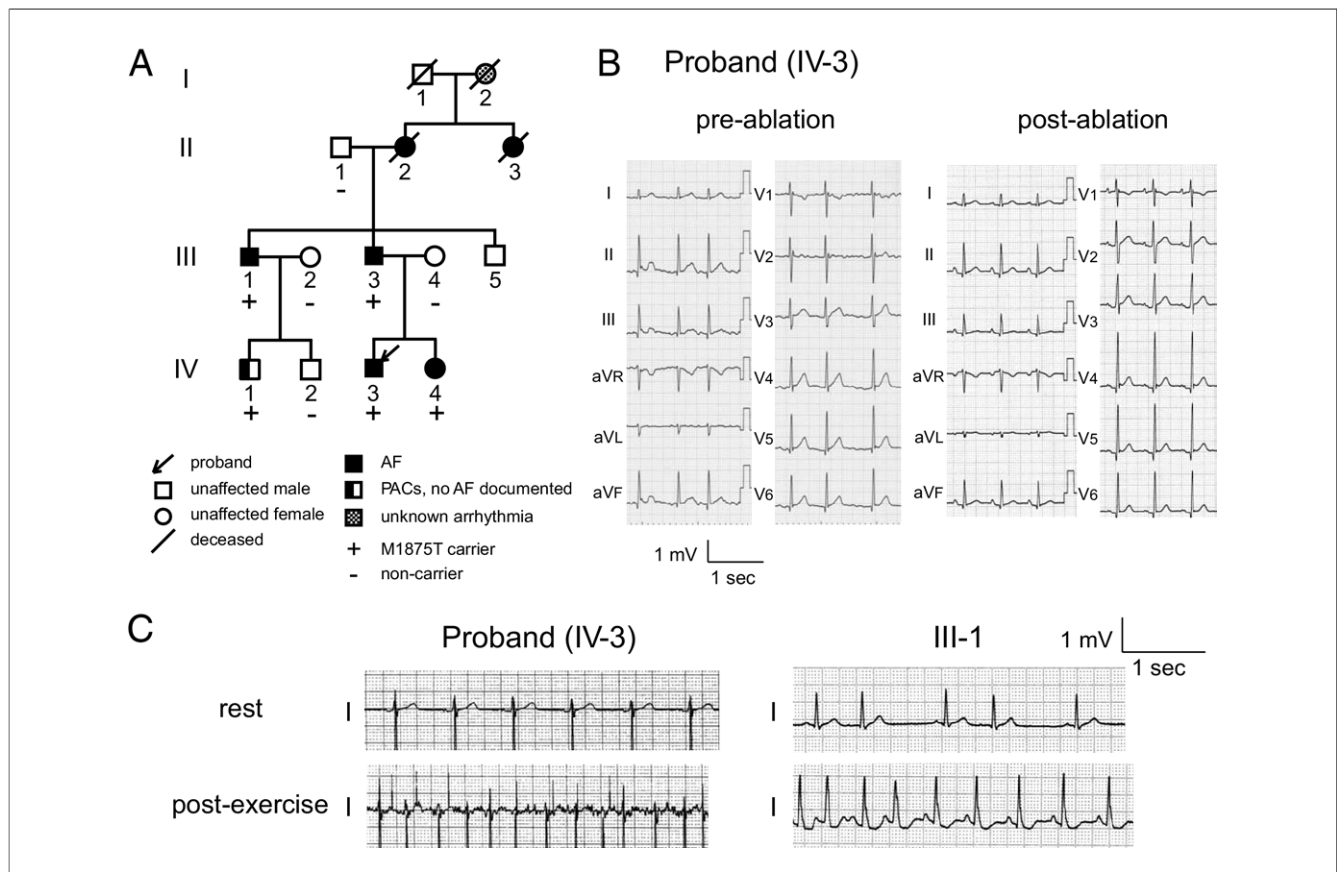 A
I
1 2
II
1 2 3
-
III
1 2 3 4 5
+ - + -
IV
1 2 3 4
+ - + +
proband
unaffected male
unaffected female
deceased
AF
PACs, no AF documented
unknown arrhythmia
+ M1875T carrier
- non-carrier
B Proband (IV-3)
pre-ablation post-ablation
I V1 I V1
II V2 II V2
III V3 III V3
aVR V4 aVR V4
aVL V5 aVL V5
aVF V6 aVF V6
1 mV
1 sec
C
Proband (IV-3) III-1 1 mV
1 sec
rest I I
post-exercise I I